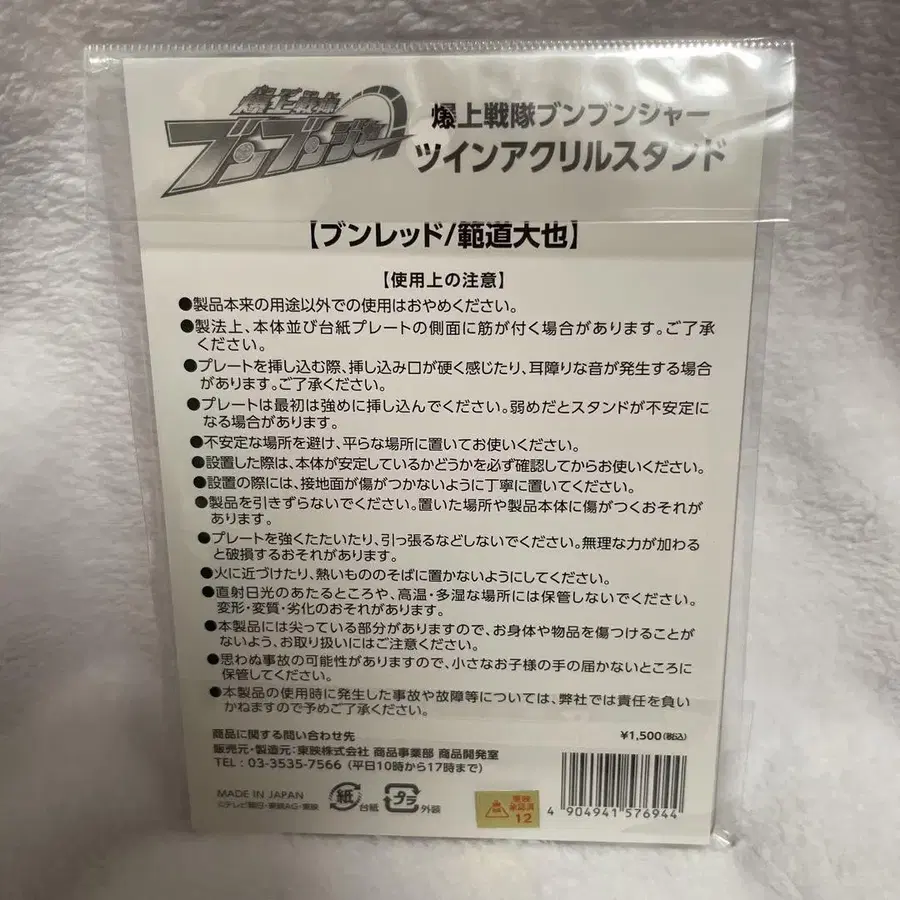 爆上戦隊
ブンブンジャー
爆上戦隊ブンブンジャー
ツインアクリルスタンド
【ブンレッド/範道大也】
【使用上の注意】
●製品本来の用途以外での使用はおやめください。
●製法上、本体並び台紙プレートの側面に筋が付く場合があります。ご了承
ください。
●プレートを挿し込む際、挿し込み口が硬く感じたり、耳障りな音が発生する場合
があります。ご了承ください。
●プレートは最初は強めに挿し込んでください。弱めだとスタンドが不安定に
なる場合があります。
●不安定な場所を避け、平らな場所に置いてお使いください。
●設置した際は、本体が安定しているかどうかを必ず確認してからお使いください。
●設置の際には、接地面が傷がつかないように丁寧に置いてください。
●製品を引きずらないでください。置いた場所や製品本体に傷がつくおそれが
あります。
●プレートを強くたたいたり、引っ張るなどしないでください。無理な力が加わる
と破損するおそれがあります。
●火に近づけたり、熱いもののそばに置かないようにしてください。
●直射日光のあたるところや、高温・多湿な場所には保管しないでください。
変形・変質・劣化のおそれがあります。
●本製品には尖っている部分がありますので、お身体や物品を傷つけることが
ないよう、お取り扱いにはご注意ください。
●思わぬ事故の可能性がありますので、小さなお子様の手の届かないところに
保管してください。
●本製品の使用時に発生した事故や故障等については、弊社では責任を負い
かねますので予めご了承ください。
商品に関する問い合わせ先
販売元・製造元：東映株式会社 商品事業部 商品開発室
TEL : 03-3535-7566 (平日10時から17時まで)
¥1,500(税込)
MADE IN JAPAN
©テレビ朝日・東映AG・東映
紙 台紙
プラ 外装
東映
承認済
12
4 904941 576944